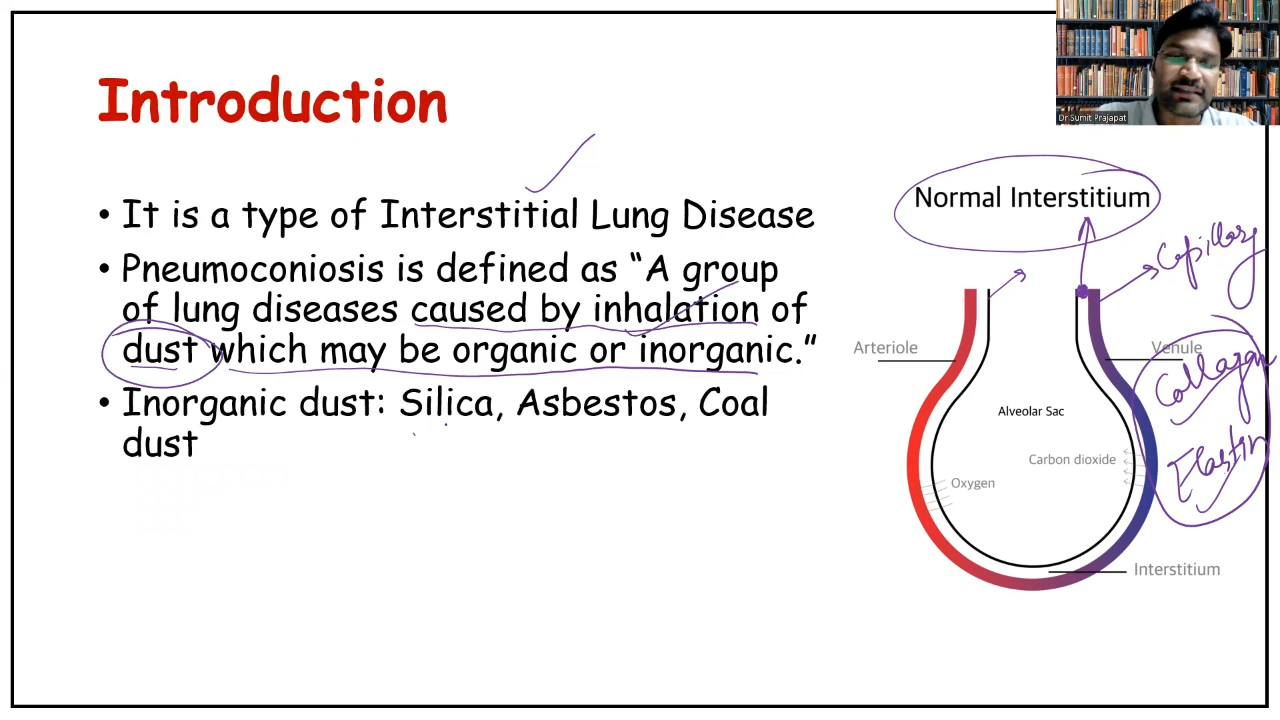 Introduction
• It is a type of Interstitial Lung Disease
• Pneumoconiosis is defined as “A group
of lung diseases caused by inhalation of
dust which may be organic or inorganic.”
• Inorganic dust: Silica, Asbestos, Coal
dust
Dr Sumit Prajapat
Normal Interstitium
Capillary
Arteriole
Venule
Collagen
Alveolar Sac
Elastin
Carbon dioxide
Oxygen
Interstitium